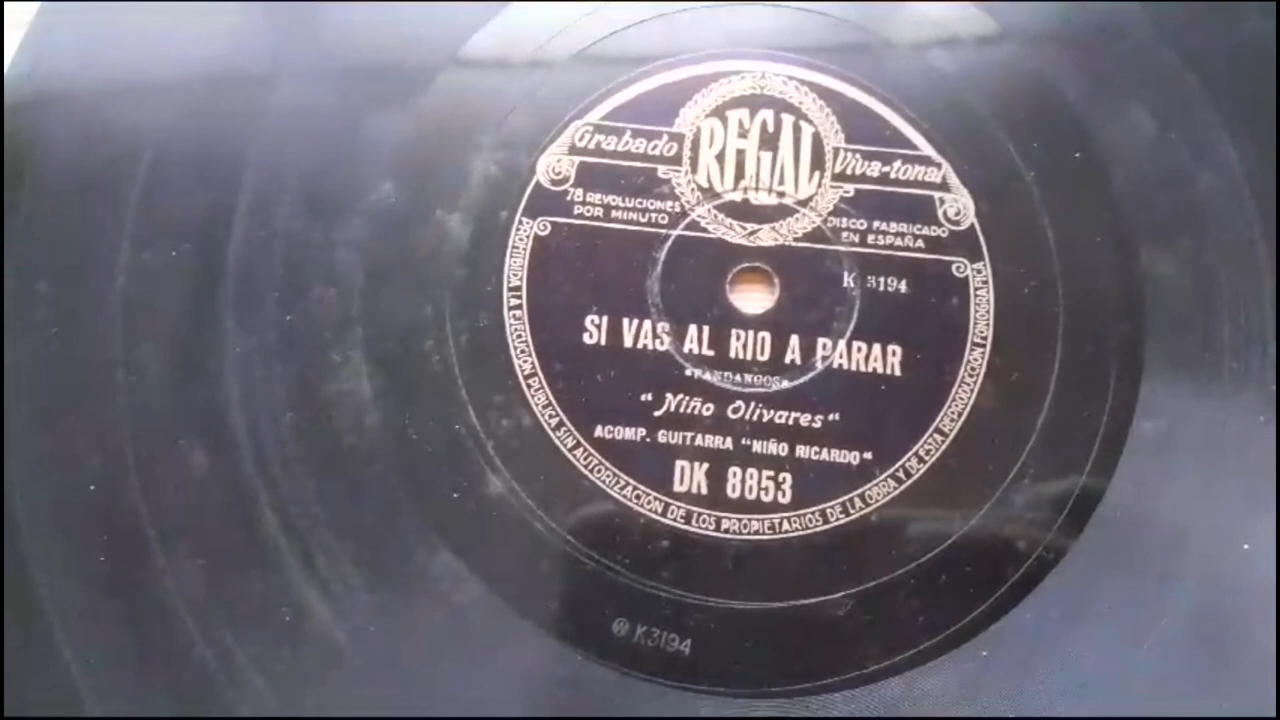 REGAL
Grabado Viva-tonal
78 REVOLUCIONES
POR MINUTO
DISCO FABRICADO
EN ESPAÑA
K 3194
SI VAS AL RIO A PARAR
«FANDANGOS»
“Niño Olivares“
ACOMP. GUITARRA “NIÑO RICARDO“
DK 8853
PROHIBIDA LA EJECUCIÓN PUBLICA SIN AUTORIZACIÓN DE LOS PROPIETARIOS DE LA OBRA Y DE ESTA REPRODUCCIÓN FONOGRAFICA
Ⓦ K3194